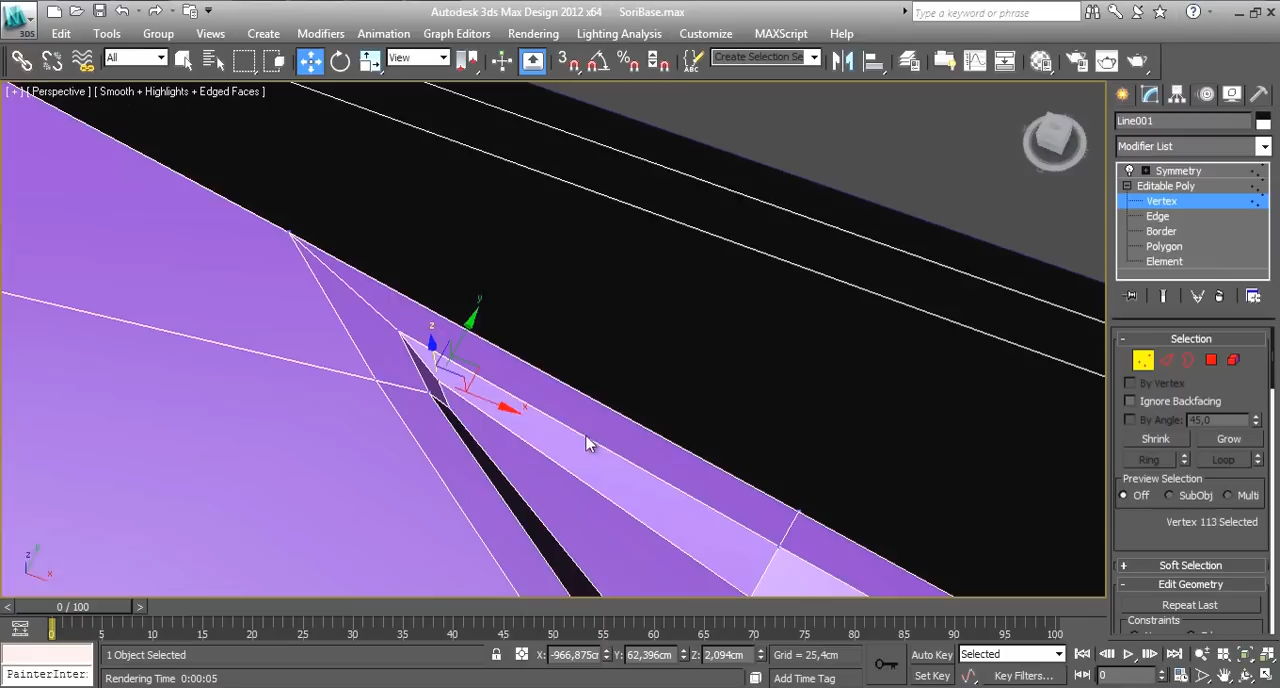 3DS
Autodesk 3ds Max Design 2012 x64 SoriBase.max
Type a keyword or phrase
Edit Tools Group Views Create Modifiers Animation Graph Editors Rendering Lighting Analysis Customize MAXScript Help
All View 3 ABC Create Selection Se
[ + ] [ Perspective ] [ Smooth + Highlights + Edged Faces ]
Line001
Modifier List
Symmetry
Editable Poly
Vertex
Edge
Border
Polygon
Element
Selection
By Vertex
Ignore Backfacing
By Angle: 45,0
Shrink Grow
Ring Loop
Preview Selection
Off SubObj Multi
Vertex 113 Selected
+ Soft Selection
- Edit Geometry
Repeat Last
Constraints
z y x
z x
< 0 / 100 >
0 5 10 15 20 25 30 35 40 45 50 55 60 65 70 75 80 85 90 95 100
1 Object Selected X: -966,875cm Y: 62,396cm Z: 2,094cm Grid = 25,4cm Auto Key Selected
PainterInter: Rendering Time 0:00:05 Add Time Tag Set Key Key Filters... 0